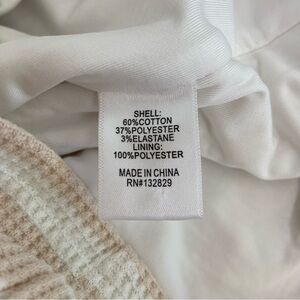 SHELL:
60%COTTON
37%POLYESTER
3%ELASTANE
LINING:
100%POLYESTER
MADE IN CHINA
RN#132829